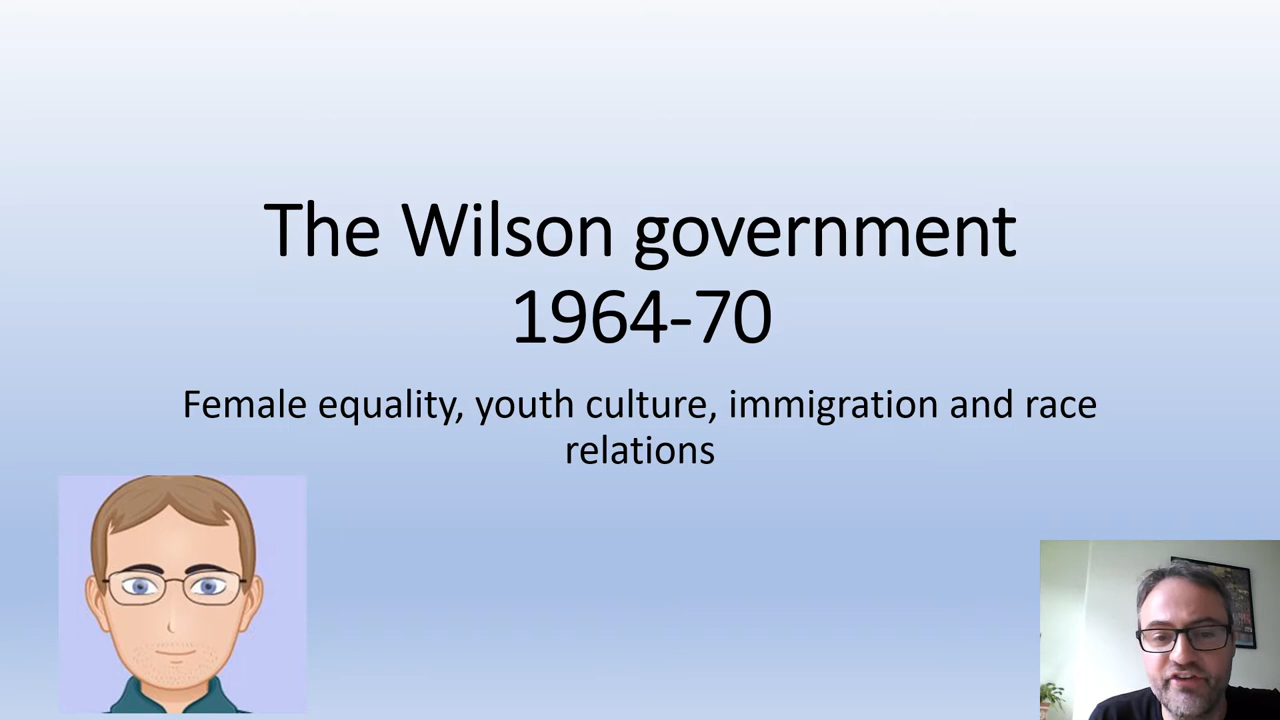 The Wilson government
1964-70
Female equality, youth culture, immigration and race
relations